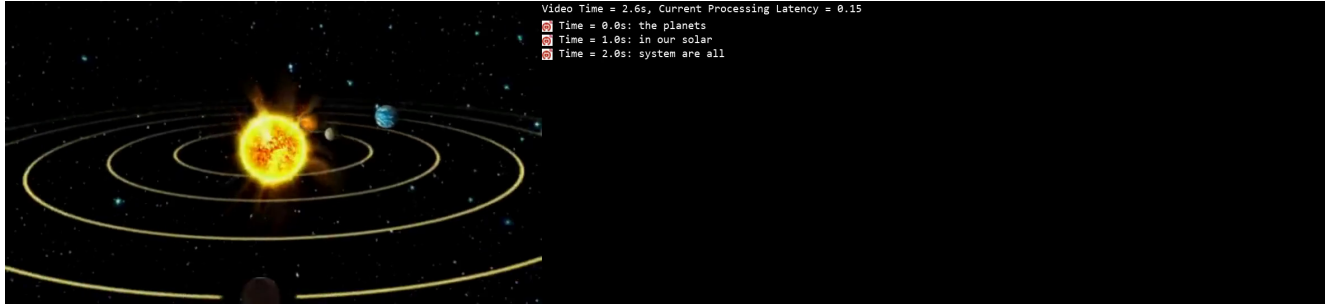 Video Time = 2.6s, Current Processing Latency = 0.15
Time = 0.0s: the planets
Time = 1.0s: in our solar
Time = 2.0s: system are all